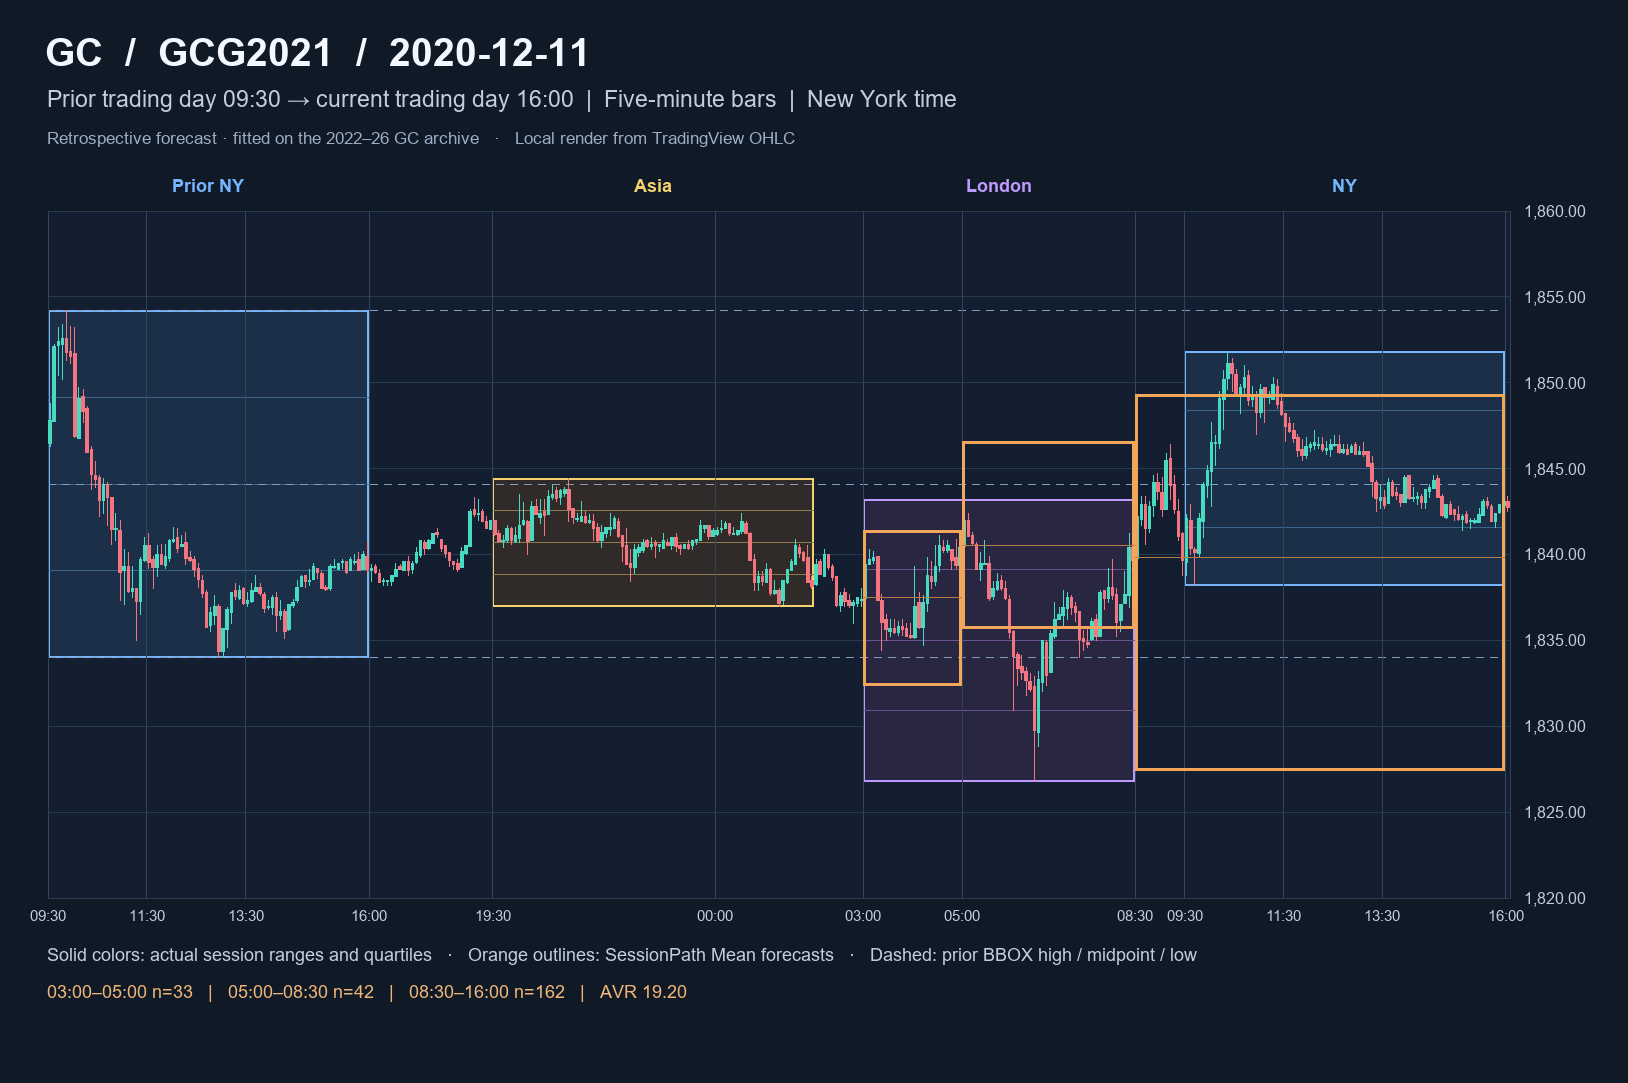 GC / GCG2021 / 2020-12-11
Prior trading day 09:30 → current trading day 16:00 | Five-minute bars | New York time
Retrospective forecast · fitted on the 2022–26 GC archive · Local render from TradingView OHLC
Prior NY Asia London NY
1,860.00
1,855.00
1,850.00
1,845.00
1,840.00
1,835.00
1,830.00
1,825.00
1,820.00
09:30 11:30 13:30 16:00 19:30 00:00 03:00 05:00 08:30 09:30 11:30 13:30 16:00
Solid colors: actual session ranges and quartiles · Orange outlines: SessionPath Mean forecasts · Dashed: prior BBOX high / midpoint / low
03:00–05:00 n=33 | 05:00–08:30 n=42 | 08:30–16:00 n=162 | AVR 19.20